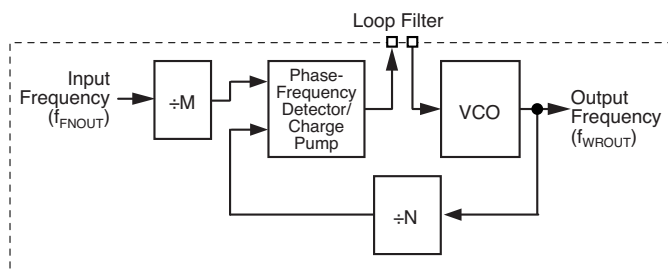 Loop Filter
Input
Frequency
(fFNOUT)
÷M
Phase-
Frequency
Detector/
Charge
Pump
VCO
Output
Frequency
(fWROUT)
÷N